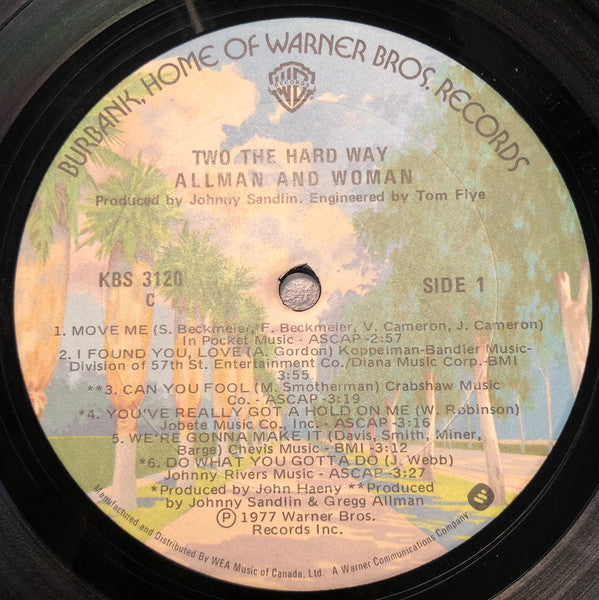 BURBANK, HOME OF WARNER BROS. RECORDS
WB
RECORDS
TWO THE HARD WAY
ALLMAN AND WOMAN
Produced by Johnny Sandlin. Engineered by Tom Flye
KBS 3120
C
SIDE 1
1. MOVE ME (S. Beckmeier, F. Beckmeier, V. Cameron, J. Cameron)
In Pocket Music - ASCAP -2:57
2. I FOUND YOU, LOVE (A. Gordon) Koppelman-Bandier Music-
Division of 57th St. Entertainment Co./Diana Music Corp.-BMI
3:55
**3. CAN YOU FOOL (M. Smotherman) Crabshaw Music
Co. - ASCAP -3:19
*4. YOU'VE REALLY GOT A HOLD ON ME (W. Robinson)
Jobete Music Co., Inc. - ASCAP -3:16
5. WE'RE GONNA MAKE IT (Davis, Smith, Miner,
Barge) Chevis Music - BMI -3:12
*6. DO WHAT YOU GOTTA DO (J. Webb)
Johnny Rivers Music - ASCAP -3:27
*Produced by John Haeny **Produced
by Johnny Sandlin & Gregg Allman
Ⓟ 1977 Warner Bros.
Records Inc.
Manufactured and Distributed By WEA Music of Canada, Ltd. A Warner Communications Company